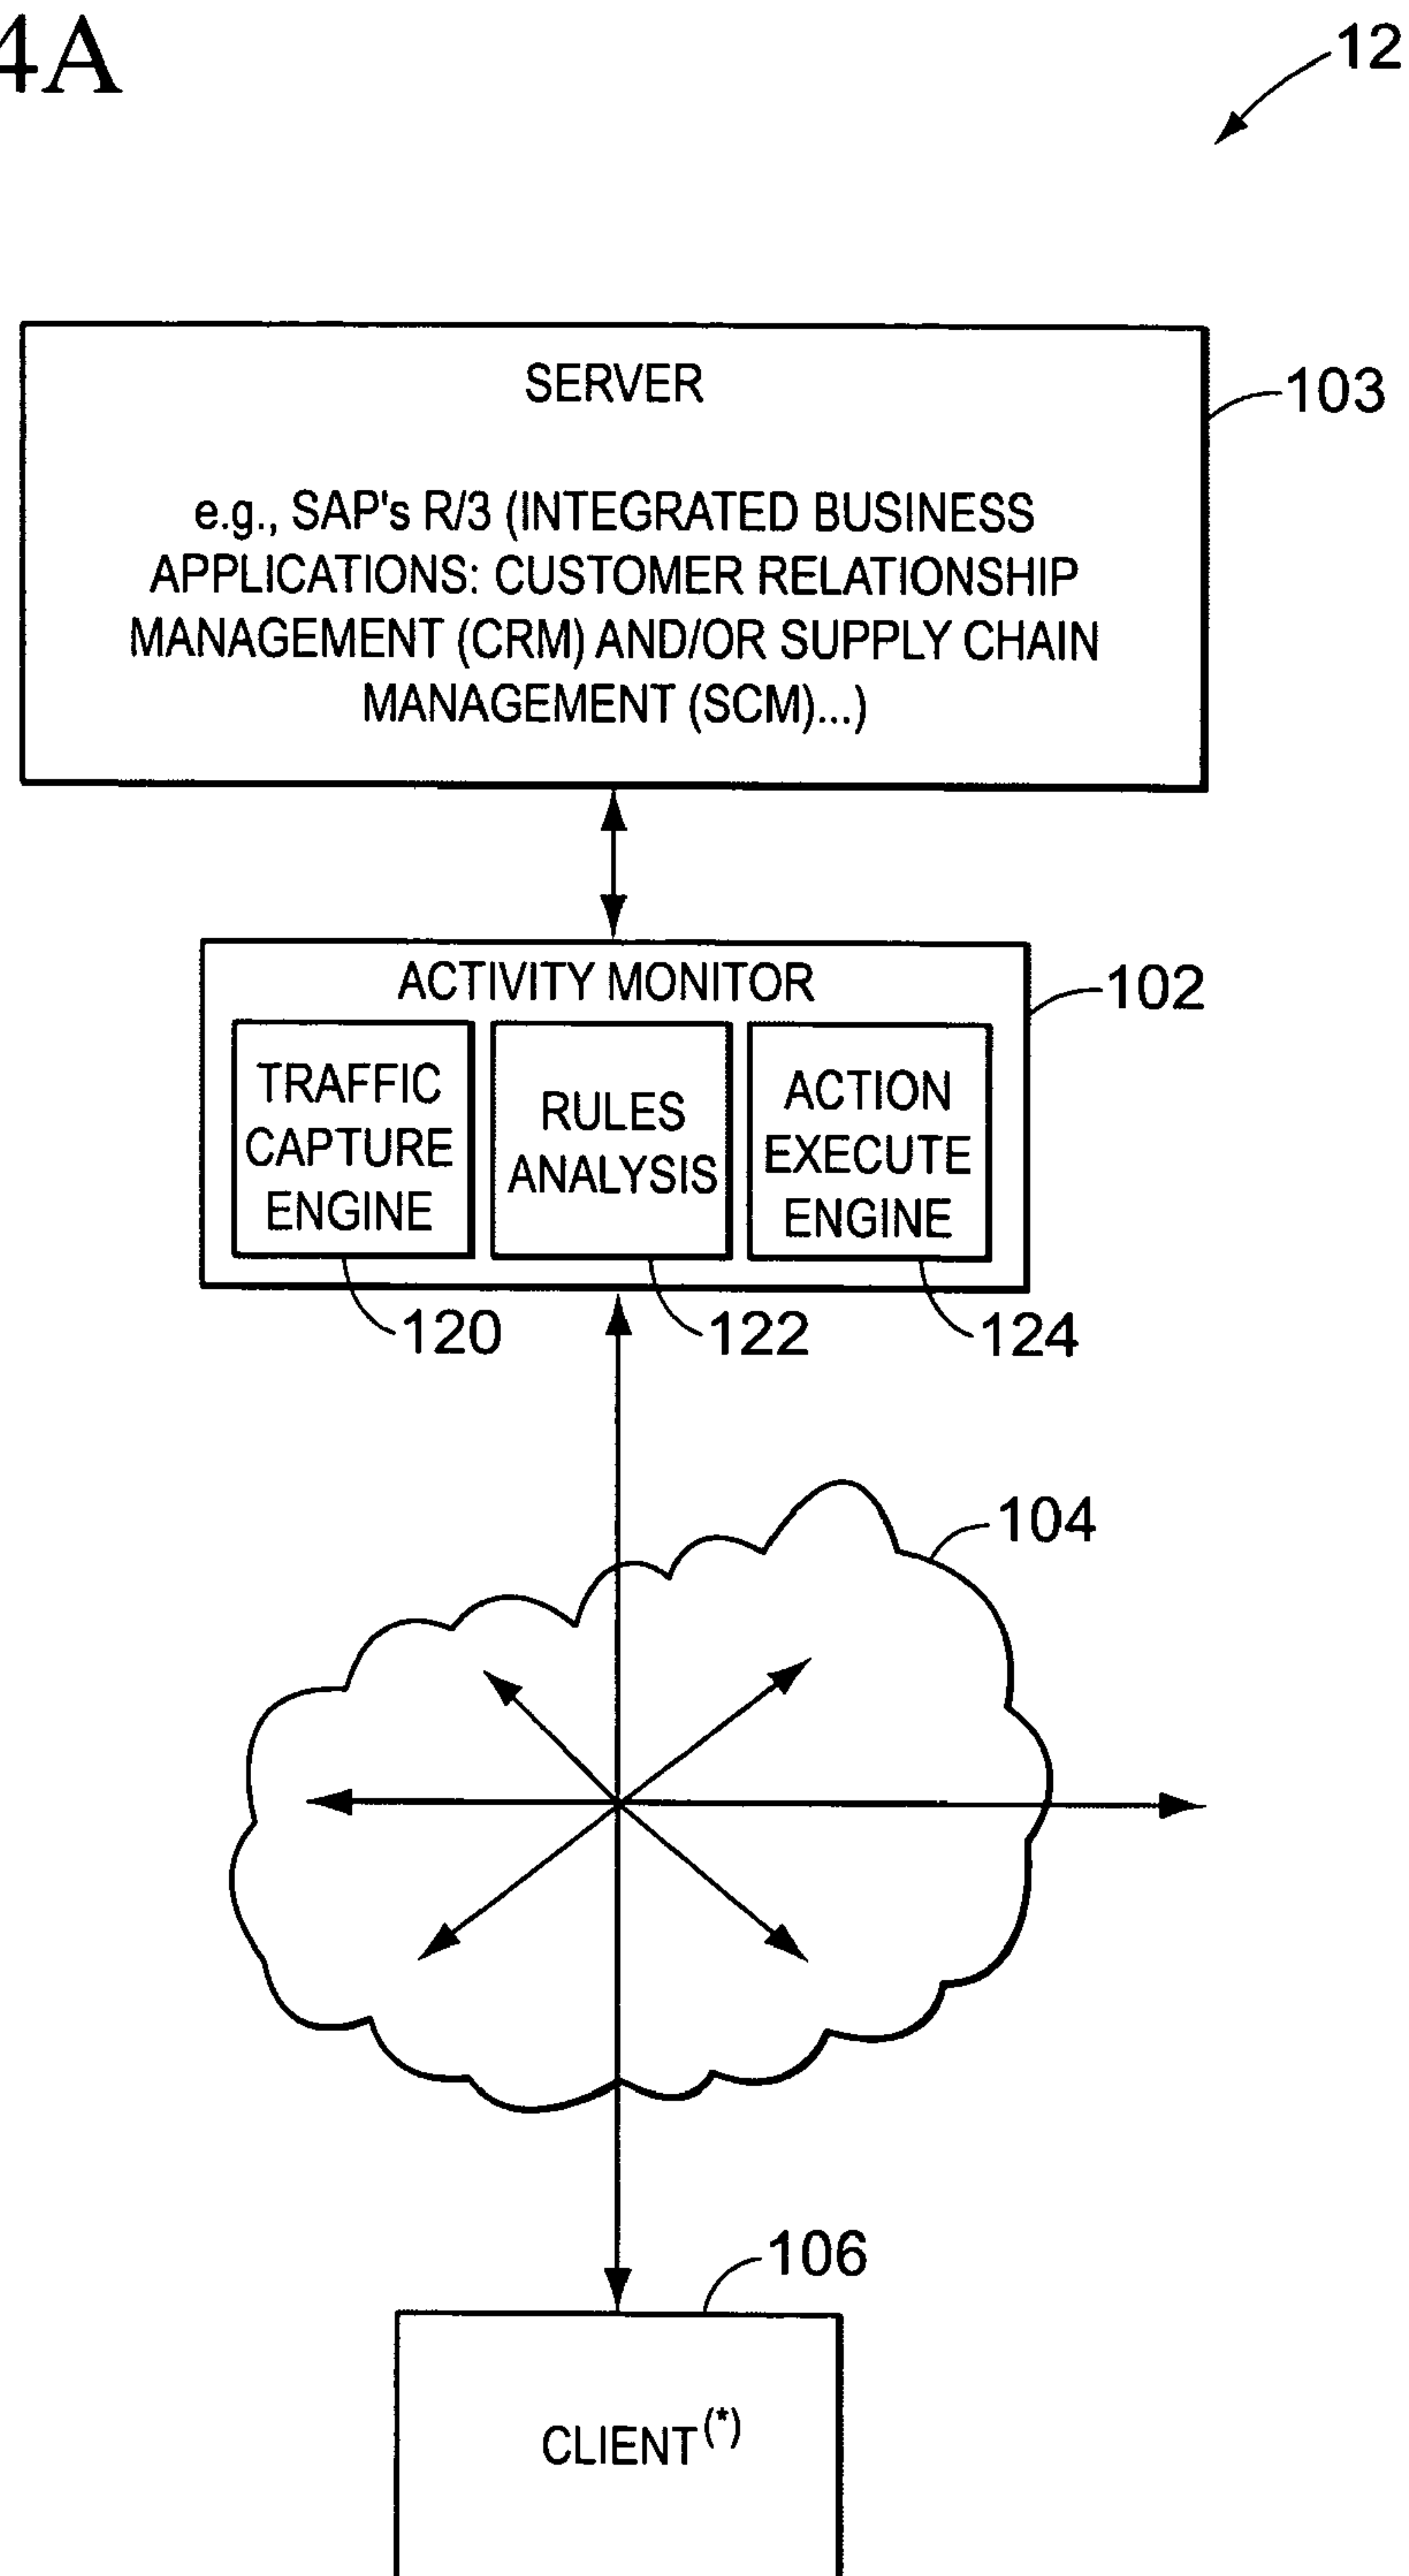 4A
12
SERVER
103
e.g., SAP's R/3 (INTEGRATED BUSINESS
APPLICATIONS: CUSTOMER RELATIONSHIP
MANAGEMENT (CRM) AND/OR SUPPLY CHAIN
MANAGEMENT (SCM)...)
ACTIVITY MONITOR
102
TRAFFIC
CAPTURE
ENGINE
RULES
ANALYSIS
ACTION
EXECUTE
ENGINE
120
122
124
104
106
CLIENT(*)